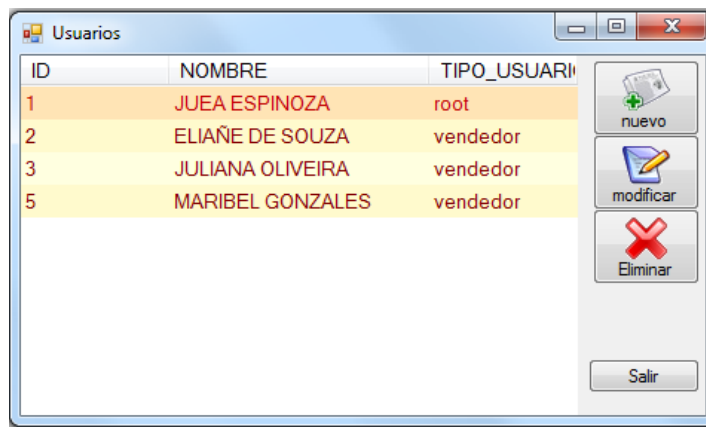 Usuarios
ID NOMBRE TIPO_USUARI
1 JUEA ESPINOZA root
2 ELIAÑE DE SOUZA vendedor
3 JULIANA OLIVEIRA vendedor
5 MARIBEL GONZALES vendedor
nuevo
modificar
Eliminar
Salir